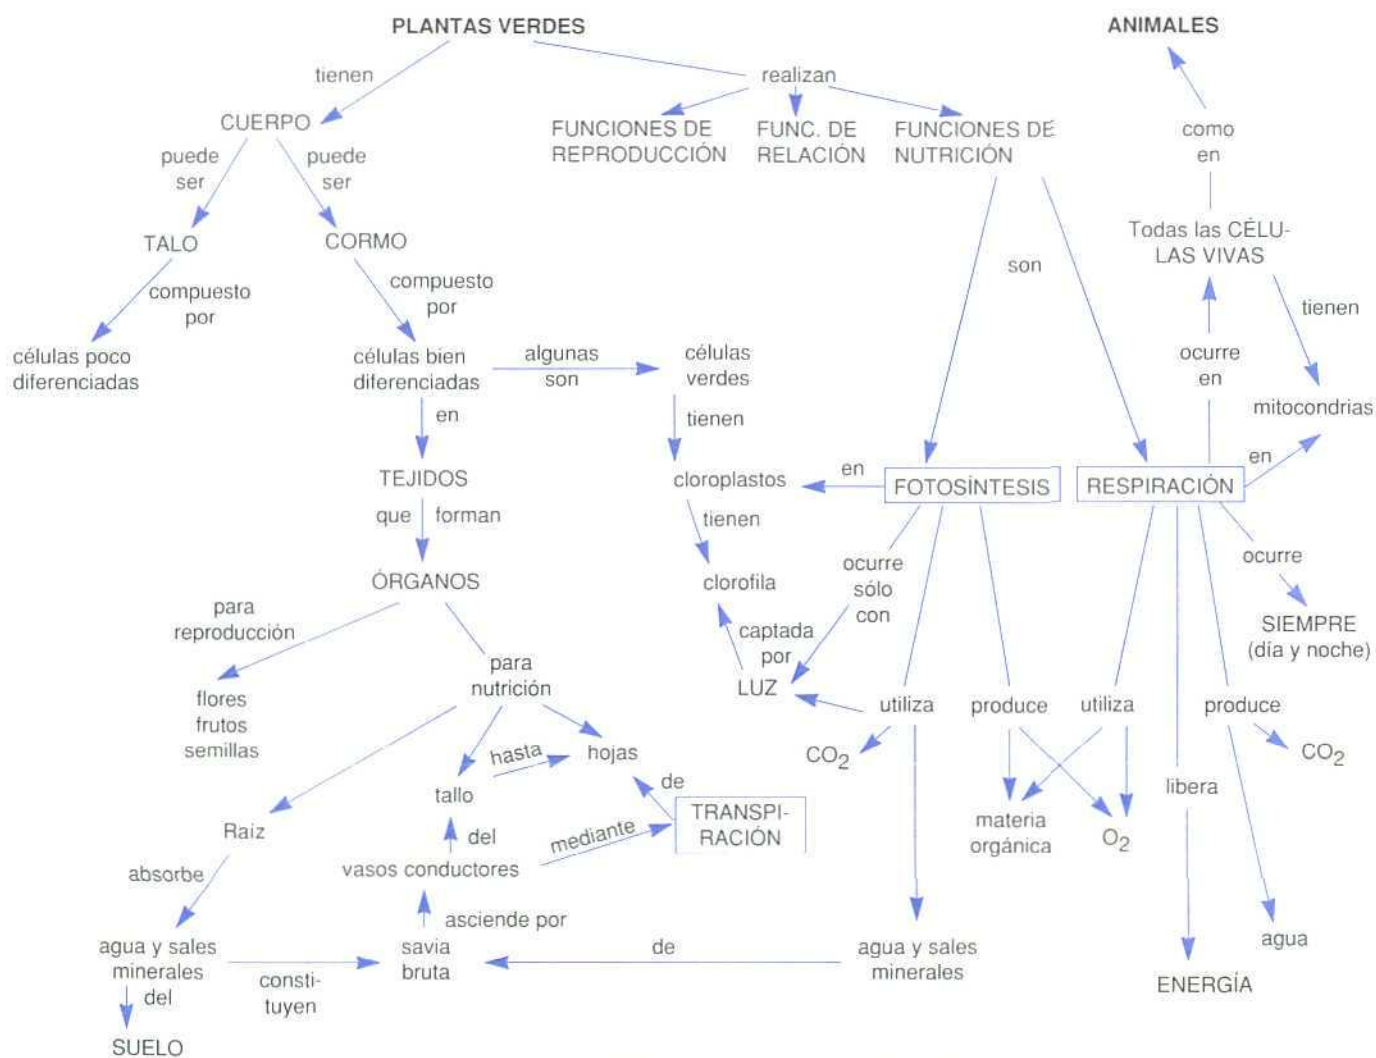 PLANTAS VERDES
ANIMALES
tienen
realizan
CUERPO
FUNCIONES DE
REPRODUCCIÓN
FUNC. DE
RELACIÓN
FUNCIONES DE
NUTRICIÓN
como
en
puede
ser
puede
ser
TALO
CORMO
Todas las CÉLU-
LAS VIVAS
son
compuesto
por
compuesto
por
tienen
células poco
diferenciadas
células bien
diferenciadas
algunas
son
células
verdes
ocurre
en
mitocondrias
en
tienen
TEJIDOS
cloroplastos
en
FOTOSÍNTESIS
RESPIRACIÓN
en
que forman
tienen
ÓRGANOS
clorofila
ocurre
sólo
con
ocurre
para
reproducción
captada
por
SIEMPRE
(día y noche)
para
nutrición
LUZ
flores
frutos
semillas
utiliza
produce
utiliza
produce
hasta
hojas
CO2
CO2
de
tallo
libera
Raíz
del
mediante
TRANSPI-
RACIÓN
materia
orgánica
O2
absorbe
vasos conductores
asciende por
agua y sales
minerales
del
savia
bruta
de
agua y sales
minerales
agua
consti-
tuyen
ENERGÍA
SUELO